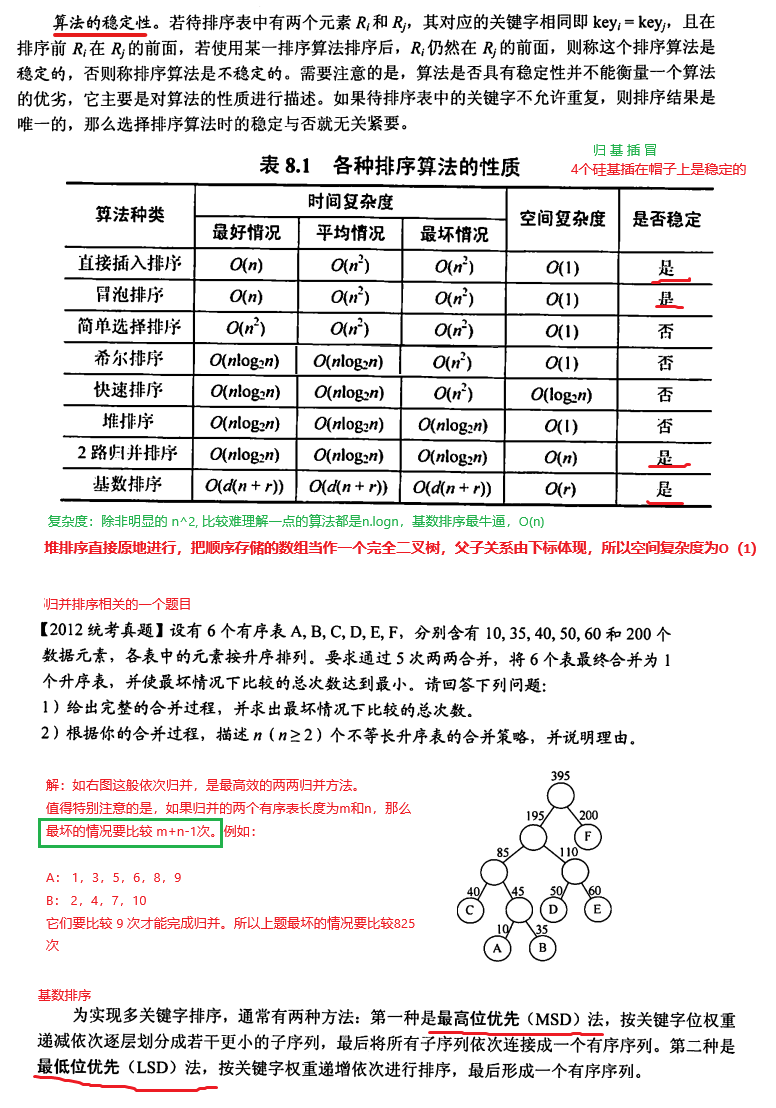 算法的稳定性。若待排序表中有两个元素 Ri 和 Rj，其对应的关键字相同即 keyi = keyj，且在
排序前 Ri 在 Rj 的前面，若使用某一排序算法排序后，Ri 仍然在 Rj 的前面，则称这个排序算法是
稳定的，否则称排序算法是不稳定的。需要注意的是，算法是否具有稳定性并不能衡量一个算法
的优劣，它主要是对算法的性质进行描述。如果待排序表中的关键字不允许重复，则排序结果是
唯一的，那么选择排序算法时的稳定与否就无关紧要。
归 基 插 冒
表 8.1 各种排序算法的性质
4个硅基插在帽子上是稳定的
算法种类 时间复杂度 空间复杂度 是否稳定
最好情况 平均情况 最坏情况
直接插入排序 O(n) O(n²) O(n²) O(1) 是
冒泡排序 O(n) O(n²) O(n²) O(1) 是
简单选择排序 O(n²) O(n²) O(n²) O(1) 否
希尔排序 O(nlog₂n) O(nlog₂n) O(n²) O(1) 否
快速排序 O(nlog₂n) O(nlog₂n) O(n²) O(log₂n) 否
堆排序 O(nlog₂n) O(nlog₂n) O(nlog₂n) O(1) 否
2 路归并排序 O(nlog₂n) O(nlog₂n) O(nlog₂n) O(n) 是
基数排序 O(d(n + r)) O(d(n + r)) O(d(n + r)) O(r) 是
复杂度：除非明显的 n^2, 比较难理解一点的算法都是n.logn，基数排序最牛逼，O(n)
堆排序直接原地进行，把顺序存储的数组当作一个完全二叉树，父子关系由下标体现，所以空间复杂度为O（1）
归并排序相关的一个题目
【2012 统考真题】设有 6 个有序表 A, B, C, D, E, F，分别含有 10, 35, 40, 50, 60 和 200 个
数据元素，各表中的元素按升序排列。要求通过 5 次两两合并，将 6 个表最终合并为 1
个升序表，并使最坏情况下比较的总次数达到最小。请回答下列问题：
1）给出完整的合并过程，并求出最坏情况下比较的总次数。
2）根据你的合并过程，描述 n（n ≥ 2）个不等长升序表的合并策略，并说明理由。
解：如右图这般依次归并，是最高效的两两归并方法。
值得特别注意的是，如果归并的两个有序表长度为m和n，那么
最坏的情况要比较 m+n-1次。例如：
A： 1，3，5，6，8，9
B： 2，4，7，10
它们要比较 9 次才能完成归并。所以上题最坏的情况要比较825
次
395
195 200
F
85 110
40 45 50 60
C D E
10 35
A B
基数排序
为实现多关键字排序，通常有两种方法：第一种是最高位优先（MSD）法，按关键字位权重
递减依次逐层划分成若干更小的子序列，最后将所有子序列依次连接成一个有序序列。第二种是
最低位优先（LSD）法，按关键字权重递增依次进行排序，最后形成一个有序序列。